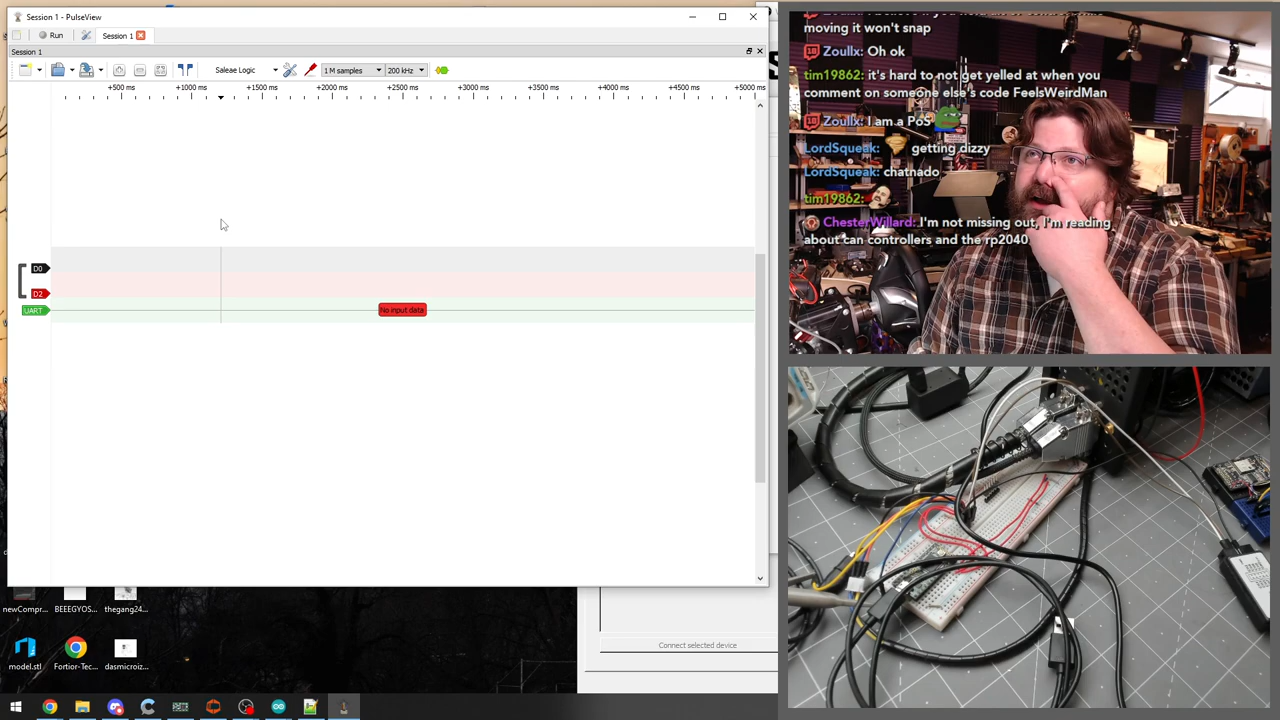 Session 1 - PulseView
Run
Session 1
Session 1
Saleae Logic
1 M samples
200 kHz
+500 ms
+1000 ms
+1500 ms
+2000 ms
+2500 ms
+3000 ms
+3500 ms
+4000 ms
+4500 ms
+5000 ms
D0
D2
UART
No input data
newCompr...
BEEEGYOS...
thegang24...
model.stl
Fortior-Tec...
dasmicroiz...
Connect selected device
moving it won't snap
Zoullx: Oh ok
tim19862: it's hard to not get yelled at when you
comment on someone else's code FeelsWeirdMan
Zoullx: I am a PoS
LordSqueak: getting dizzy
LordSqueak: chatnado
tim19862:
ChesterWillard: I'm not missing out, I'm reading
about can controllers and the rp2040